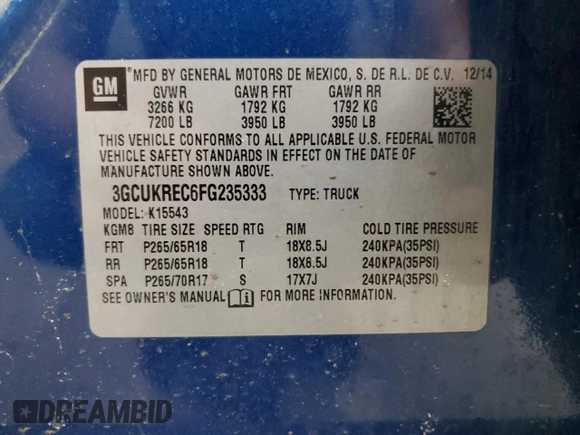 GM
®MFD BY GENERAL MOTORS DE MEXICO, S. DE R.L. DE C.V. 12/14
GVWR GAWR FRT GAWR RR
3266 KG 1792 KG 1792 KG
7200 LB 3950 LB 3950 LB
THIS VEHICLE CONFORMS TO ALL APPLICABLE U.S. FEDERAL MOTOR
VEHICLE SAFETY STANDARDS IN EFFECT ON THE DATE OF
MANUFACTURE SHOWN ABOVE.
3GCUKREC6FG235333 TYPE: TRUCK
MODEL: K15543
KGM8 TIRE SIZE SPEED RTG RIM COLD TIRE PRESSURE
FRT P265/65R18 T 18X8.5J 240KPA(35PSI)
RR P265/65R18 T 18X8.5J 240KPA(35PSI)
SPA P265/70R17 S 17X7J 240KPA(35PSI)
SEE OWNER'S MANUAL FOR MORE INFORMATION.
DREAMBID